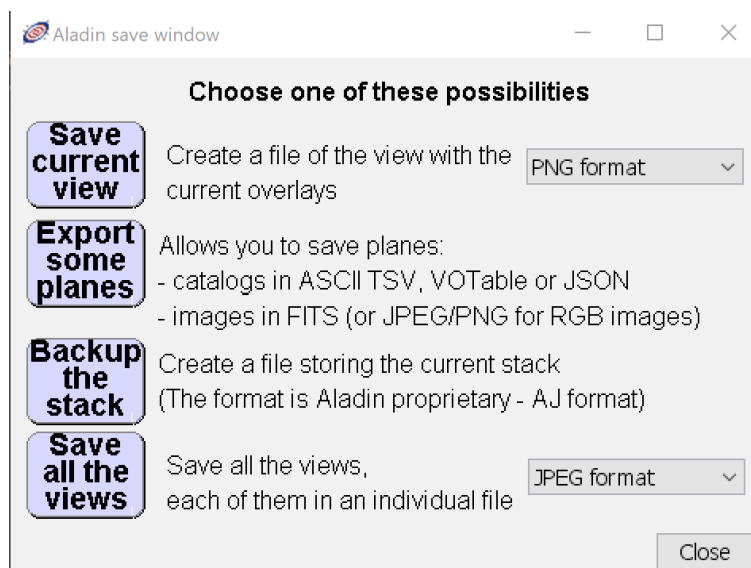 Aladin save window
Choose one of these possibilities
Save
current
view
Create a file of the view with the
current overlays
PNG format
Export
some
planes
Allows you to save planes:
- catalogs in ASCII TSV, VOTable or JSON
- images in FITS (or JPEG/PNG for RGB images)
Backup
the
stack
Create a file storing the current stack
(The format is Aladin proprietary - AJ format)
Save
all the
views
Save all the views,
each of them in an individual file
JPEG format
Close